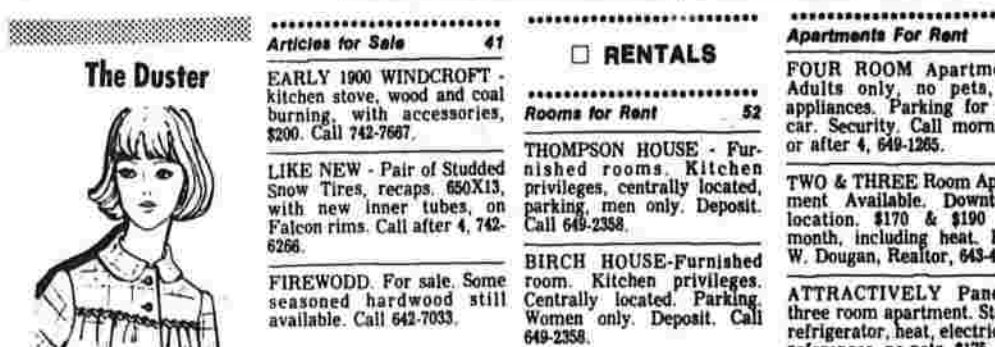 The Duster
Articles for Sale 41
EARLY 1900 WINDCROFT -
kitchen stove, wood and coal
burning, with accessories,
$200. Call 742-7667.
LIKE NEW - Pair of Studded
Snow Tires, recaps. 650X13,
with new inner tubes, on
Falcon rims. Call after 4, 742-
6266.
FIREWODD. For sale. Some
seasoned hardwood still
available. Call 642-7033.
□ RENTALS
Rooms for Rent 52
THOMPSON HOUSE - Fur-
nished rooms. Kitchen
privileges, centrally located,
parking, men only. Deposit.
Call 649-2358.
BIRCH HOUSE-Furnished
room. Kitchen privileges.
Centrally located. Parking.
Women only. Deposit. Call
649-2358.
Apartments For Rent
FOUR ROOM Apartme
Adults only, no pets,
appliances. Parking for
car. Security. Call morn
or after 4, 649-1265.
TWO & THREE Room Ap
ment Available. Downt
location. $170 & $190
month, including heat.
W. Dougan, Realtor, 643-4
ATTRACTIVELY Pane
three room apartment. St
refrigerator, heat, electric